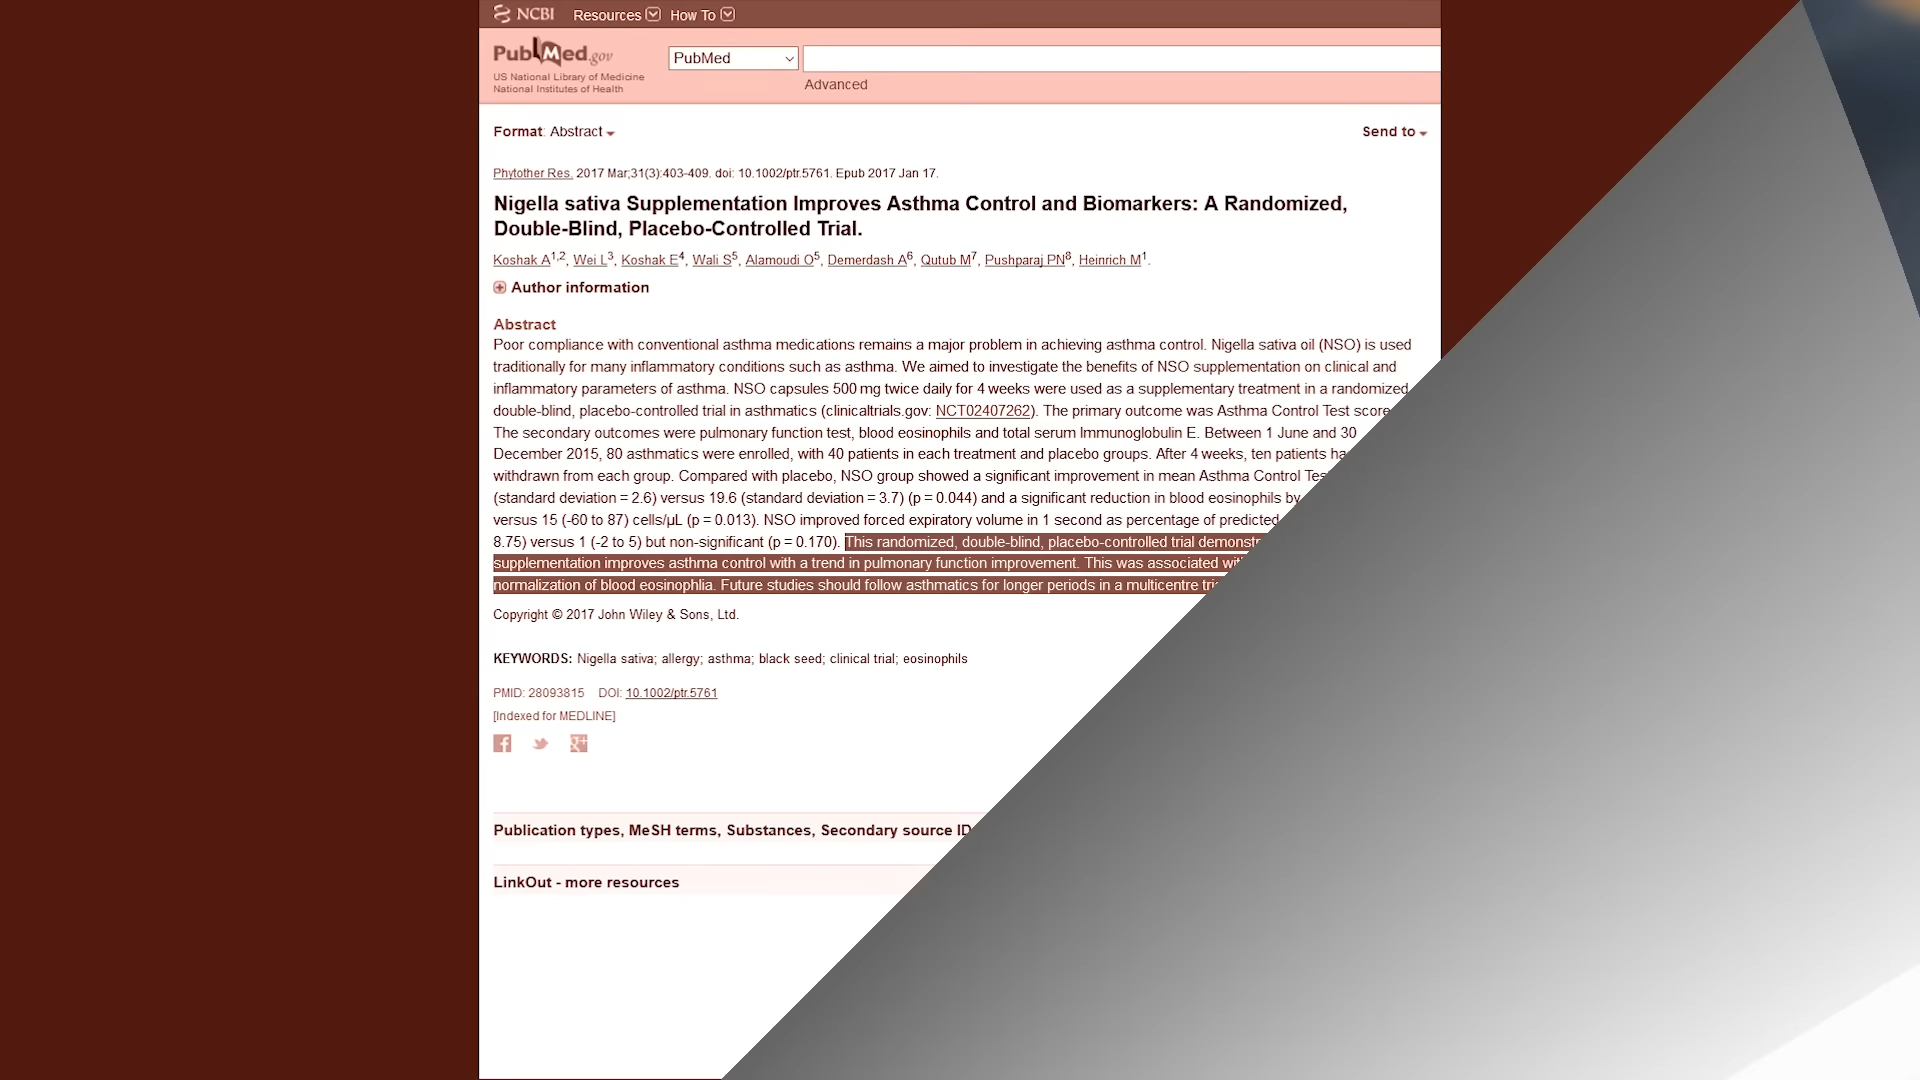 NCBI Resources How To
PubMed.gov
US National Library of Medicine
National Institutes of Health
PubMed
Advanced
Format: Abstract
Send to
Phytother Res. 2017 Mar;31(3):403-409. doi: 10.1002/ptr.5761. Epub 2017 Jan 17.
Nigella sativa Supplementation Improves Asthma Control and Biomarkers: A Randomized,
Double-Blind, Placebo-Controlled Trial.
Koshak A1,2, Wei L3, Koshak E4, Wali S5, Alamoudi O5, Demerdash A6, Qutub M7, Pushparaj PN8, Heinrich M1.
Author information
Abstract
Poor compliance with conventional asthma medications remains a major problem in achieving asthma control. Nigella sativa oil (NSO) is used
traditionally for many inflammatory conditions such as asthma. We aimed to investigate the benefits of NSO supplementation on clinical and
inflammatory parameters of asthma. NSO capsules 500 mg twice daily for 4 weeks were used as a supplementary treatment in a randomized,
double-blind, placebo-controlled trial in asthmatics (clinicaltrials.gov: NCT02407262). The primary outcome was Asthma Control Test score
The secondary outcomes were pulmonary function test, blood eosinophils and total serum Immunoglobulin E. Between 1 June and 30
December 2015, 80 asthmatics were enrolled, with 40 patients in each treatment and placebo groups. After 4 weeks, ten patients
withdrawn from each group. Compared with placebo, NSO group showed a significant improvement in mean Asthma Control
(standard deviation = 2.6) versus 19.6 (standard deviation = 3.7) (p = 0.044) and a significant reduction in blood eosinophils by
versus 15 (-60 to 87) cells/μL (p = 0.013). NSO improved forced expiratory volume in 1 second as percentage of predicted
8.75) versus 1 (-2 to 5) but non-significant (p = 0.170). This randomized, double-blind, placebo-controlled trial
supplementation improves asthma control with a trend in pulmonary function improvement. This was associated
normalization of blood eosinophlia. Future studies should follow asthmatics for longer periods in a multicentre
Copyright © 2017 John Wiley & Sons, Ltd.
KEYWORDS: Nigella sativa; allergy; asthma; black seed; clinical trial; eosinophils
PMID: 28093815 DOI: 10.1002/ptr.5761
[Indexed for MEDLINE]
Publication types, MeSH terms, Substances, Secondary source ID
LinkOut - more resources